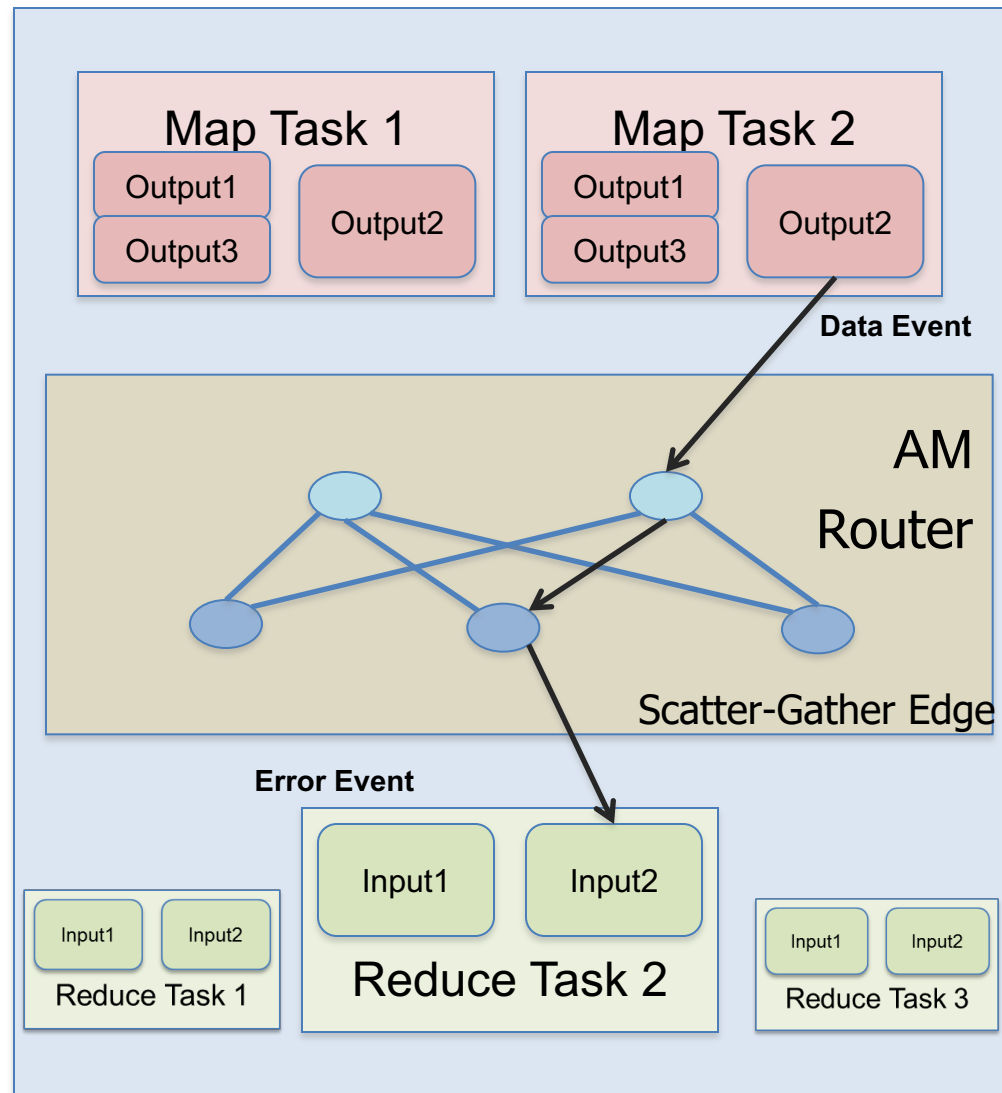 Map Task 1
Output1
Output3
Output2
Map Task 2
Output1
Output3
Output2
Data Event
AM
Router
Scatter-Gather Edge
Error Event
Input1
Input2
Reduce Task 1
Input1
Input2
Reduce Task 2
Input1
Input2
Reduce Task 3